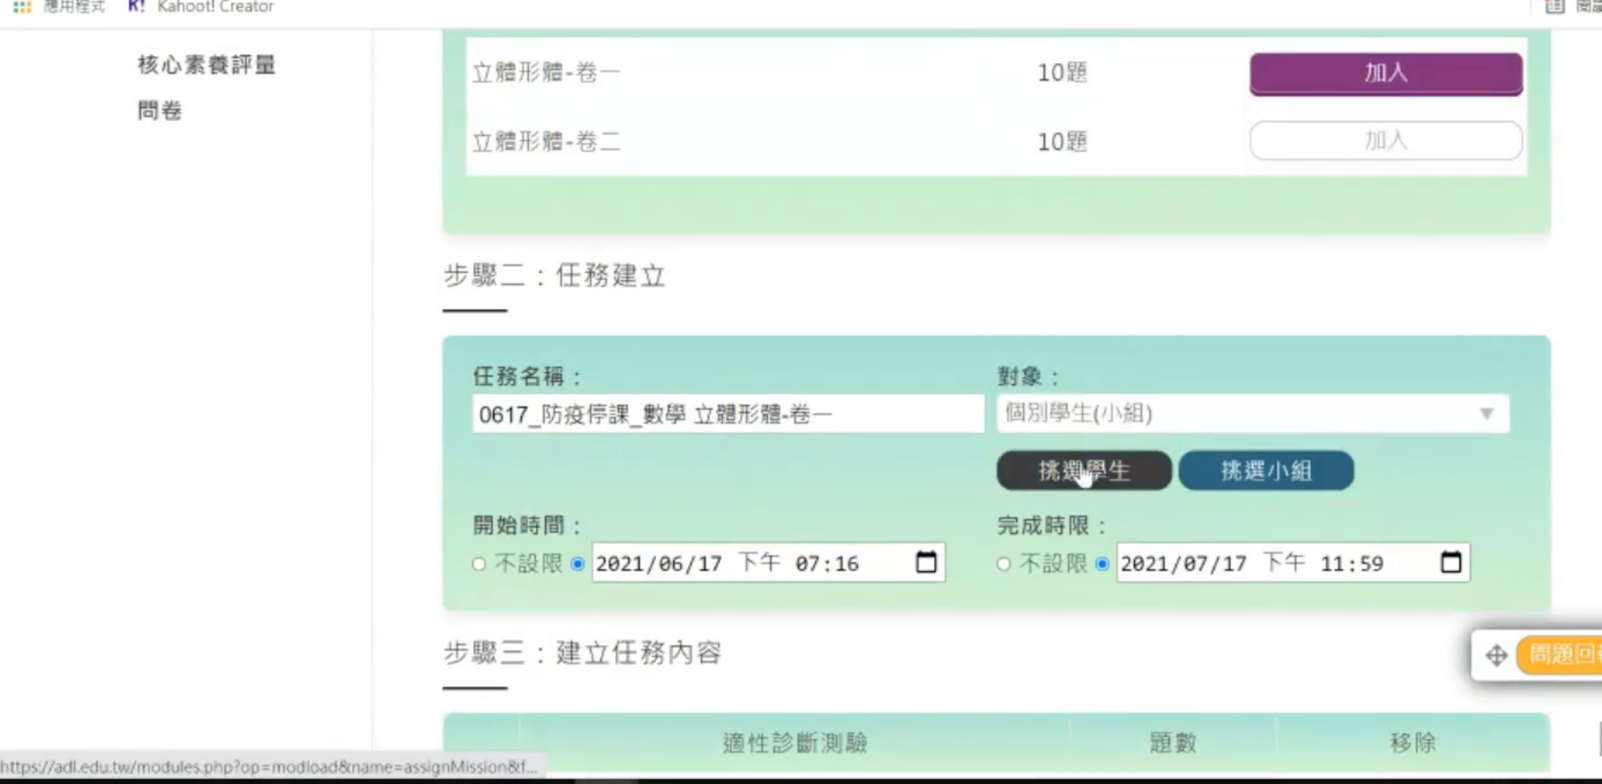 應用程式 K! Kahoot! Creator
核心素養評量
問卷
立體形體-卷一 10題 加入
立體形體-卷二 10題 加入
步驟二：任務建立
任務名稱： 對象：
0617_防疫停課_數學 立體形體-卷一 個別學生(小組)
挑選學生 挑選小組
開始時間： 完成時限：
不設限 2021/06/17 下午 07:16 不設限 2021/07/17 下午 11:59
步驟三：建立任務內容
問題回
適性診斷測驗 題數 移除
https://adl.edu.tw/modules.php?op=modload&name=assignMission&f...